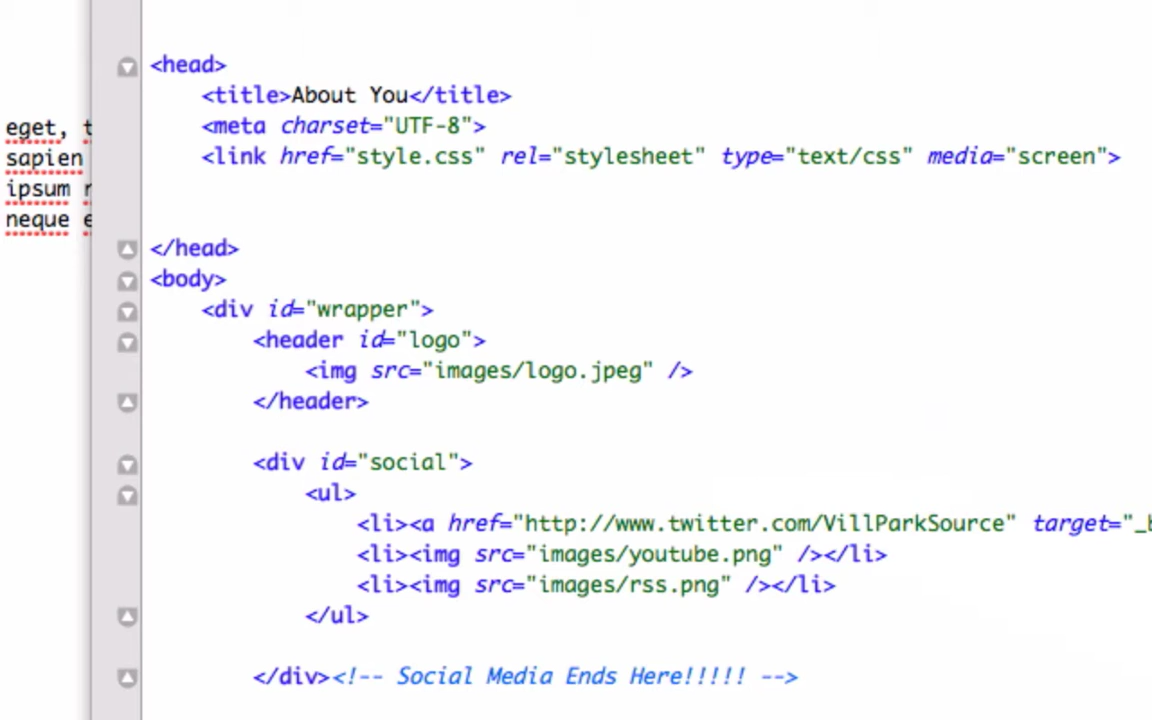 eget,
sapien
ipsum
neque
<head>
<title>About You</title>
<meta charset="UTF-8">
<link href="style.css" rel="stylesheet" type="text/css" media="screen">
</head>
<body>
<div id="wrapper">
<header id="logo">
<img src="images/logo.jpeg" />
</header>
<div id="social">
<ul>
<li><a href="http://www.twitter.com/VillParkSource" target="_b
<li><img src="images/youtube.png" /></li>
<li><img src="images/rss.png" /></li>
</ul>
</div><!-- Social Media Ends Here!!!!! -->